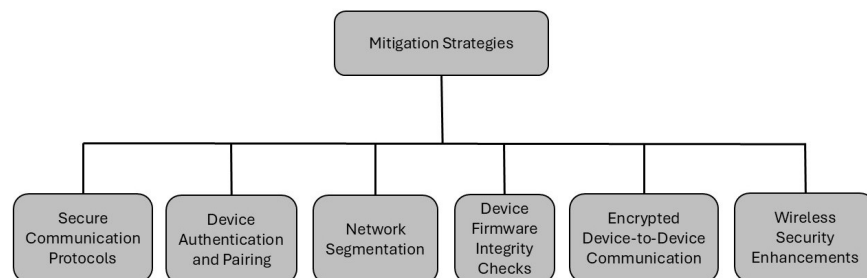 Mitigation Strategies
Secure
Communication
Protocols
Device
Authentication
and Pairing
Network
Segmentation
Device
Firmware
Integrity
Checks
Encrypted
Device-to-Device
Communication
Wireless
Security
Enhancements